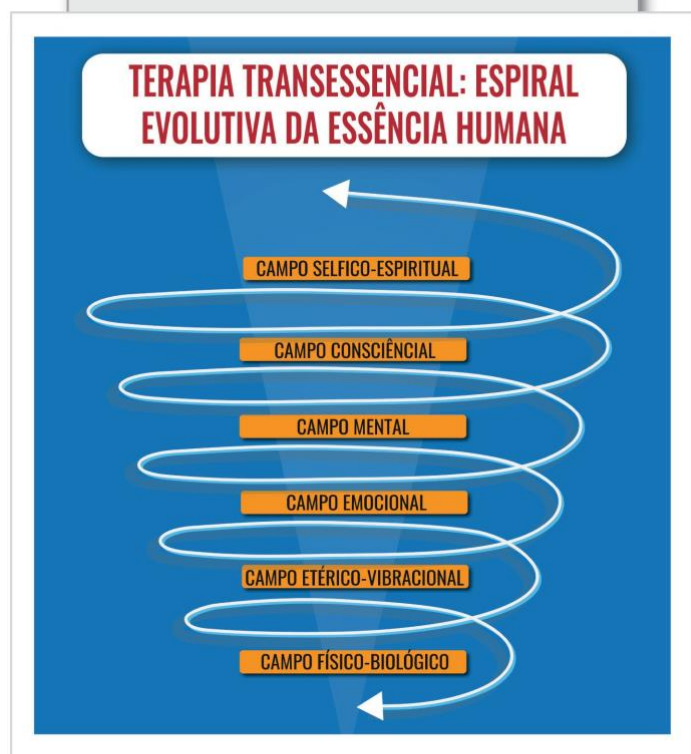 TERAPIA TRANSESSENCIAL: ESPIRAL
EVOLUTIVA DA ESSÊNCIA HUMANA
CAMPO SELFICO-ESPIRITUAL
CAMPO CONSCIÊNCIAL
CAMPO MENTAL
CAMPO EMOCIONAL
CAMPO ETÉRICO-VIBRACIONAL
CAMPO FÍSICO-BIOLÓGICO